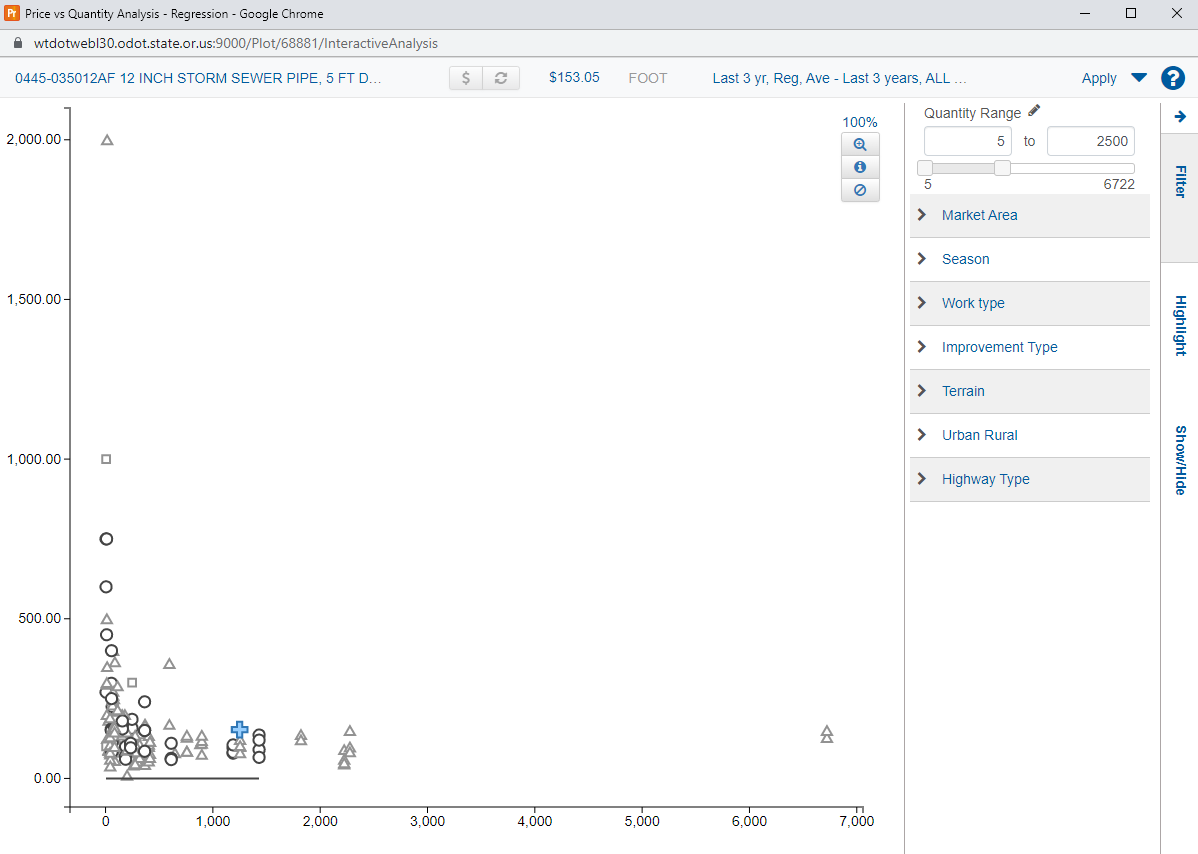 Pr Price vs Quantity Analysis - Regression - Google Chrome
wtdotwebl30.odot.state.or.us:9000/Plot/68881/InteractiveAnalysis
0445-035012AF 12 INCH STORM SEWER PIPE, 5 FT D... $ $153.05 FOOT Last 3 yr, Reg, Ave - Last 3 years, ALL ... Apply ?
Quantity Range
5 to 2500
5 6722
Market Area
Season
Work type
Improvement Type
Terrain
Urban Rural
Highway Type
Filter
Highlight
Show/Hide
100%
2,000.00
1,500.00
1,000.00
500.00
0.00
0 1,000 2,000 3,000 4,000 5,000 6,000 7,000